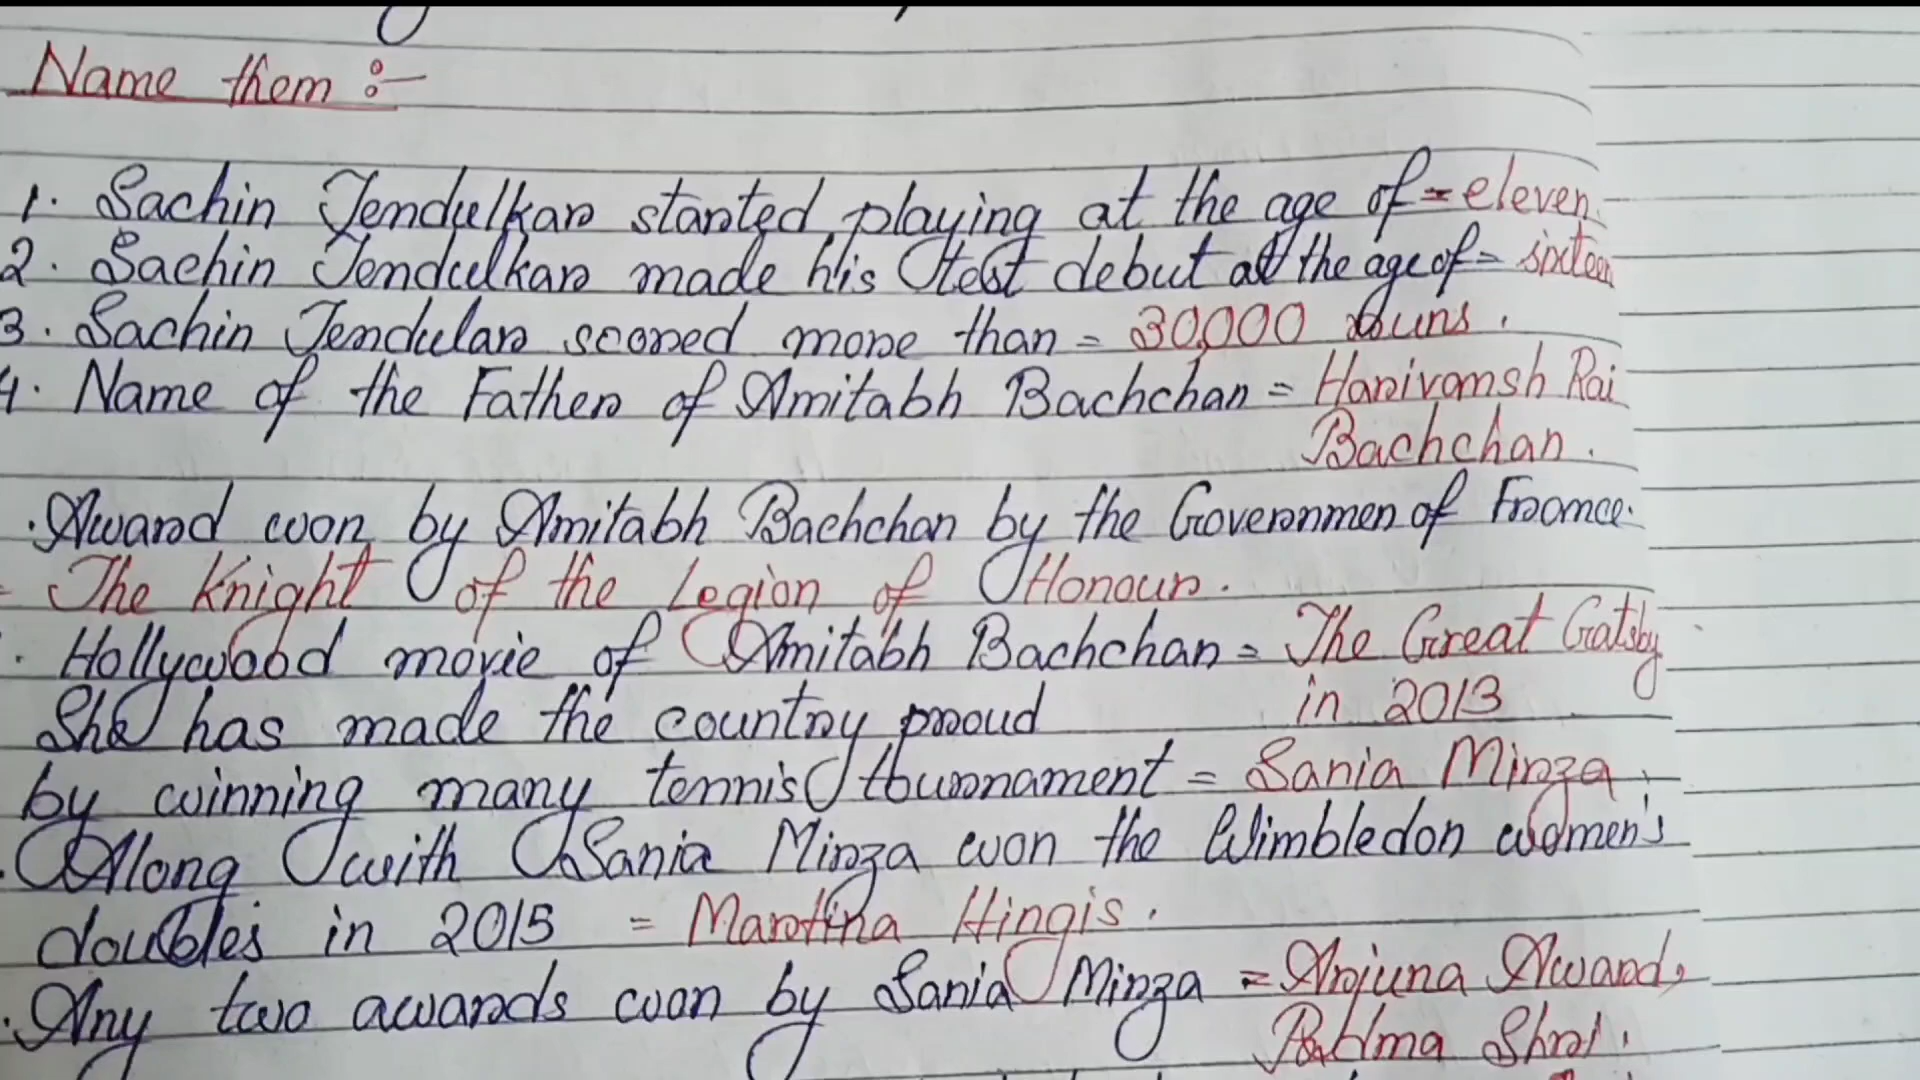 Name them :-
1. Sachin Tendulkar started playing at the age of = eleven.
2. Sachin Tendulkar made his test debut at the age of = sixteen
3. Sachin Tendular scored more than = 30,000 runs.
4. Name of the Father of Amitabh Bachchan = Harivamsh Rai
Bachchan.
. Award won by Amitabh Bachchan by the Governmen of France.
- The Knight of the Legion of Honour.
. Hollywood movie of Amitabh Bachchan = The Great Gatsby
She has made the country proud in 2013
by winning many tennis tournament = Sania Mirza.
. Along with Sania Mirza won the Wimbledon women's
doubles in 2015 = Martina Hingis.
. Any two awards won by Sania Mirza = Arjuna Award,
Padma Shri.